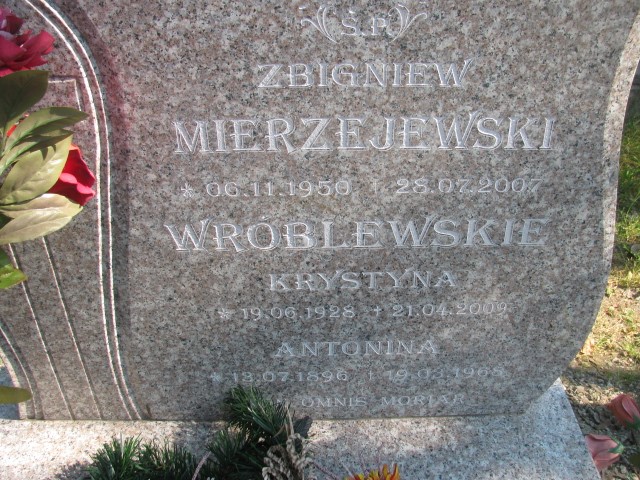 Ś.P.
ZBIGNIEW
MIERZEJEWSKI
* 06.11.1950 † 28.07.2007
WRÓBLEWSKIE
KRYSTYNA
* 19.06.1928 † 21.04.2009
ANTONINA
* 13.07.1896 † 19.02.1968
OMNIS MORIAR